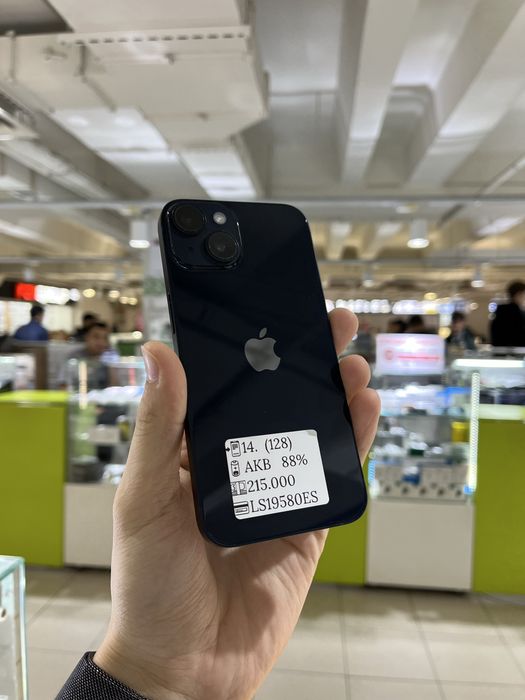 14. (128)
AKB 88%
215.000
LS19580ES